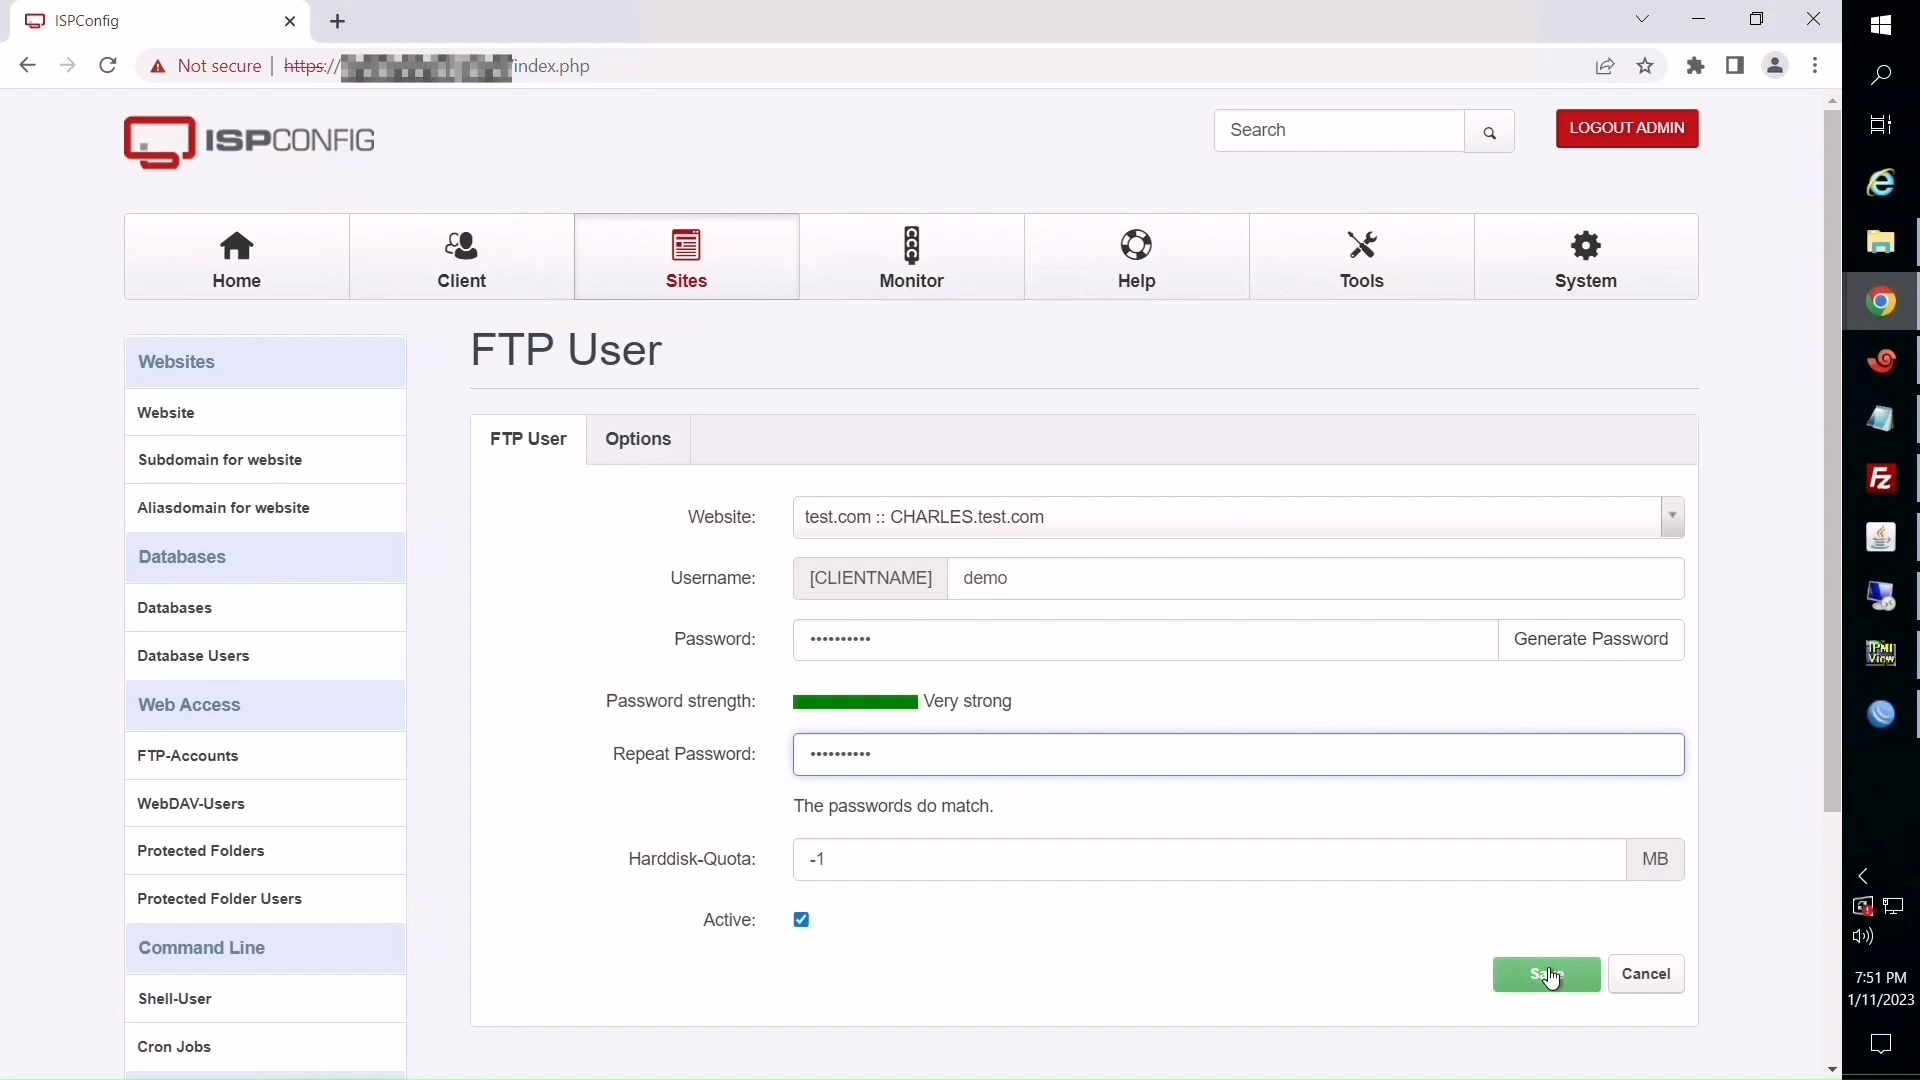 ISPConfig
Not secure
https://
index.php
ISPCONFIG
Search
LOGOUT ADMIN
Home
Client
Sites
Monitor
Help
Tools
System
Websites
Website
Subdomain for website
Aliasdomain for website
Databases
Databases
Database Users
Web Access
FTP-Accounts
WebDAV-Users
Protected Folders
Protected Folder Users
Command Line
Shell-User
Cron Jobs
FTP User
FTP User
Options
Website:
test.com :: CHARLES.test.com
Username:
[CLIENTNAME]
demo
Password:
••••••••••
Generate Password
Password strength:
Very strong
Repeat Password:
••••••••••
The passwords do match.
Harddisk-Quota:
-1
MB
Active:
Save
Cancel
IPMI
View
7:51 PM
1/11/2023